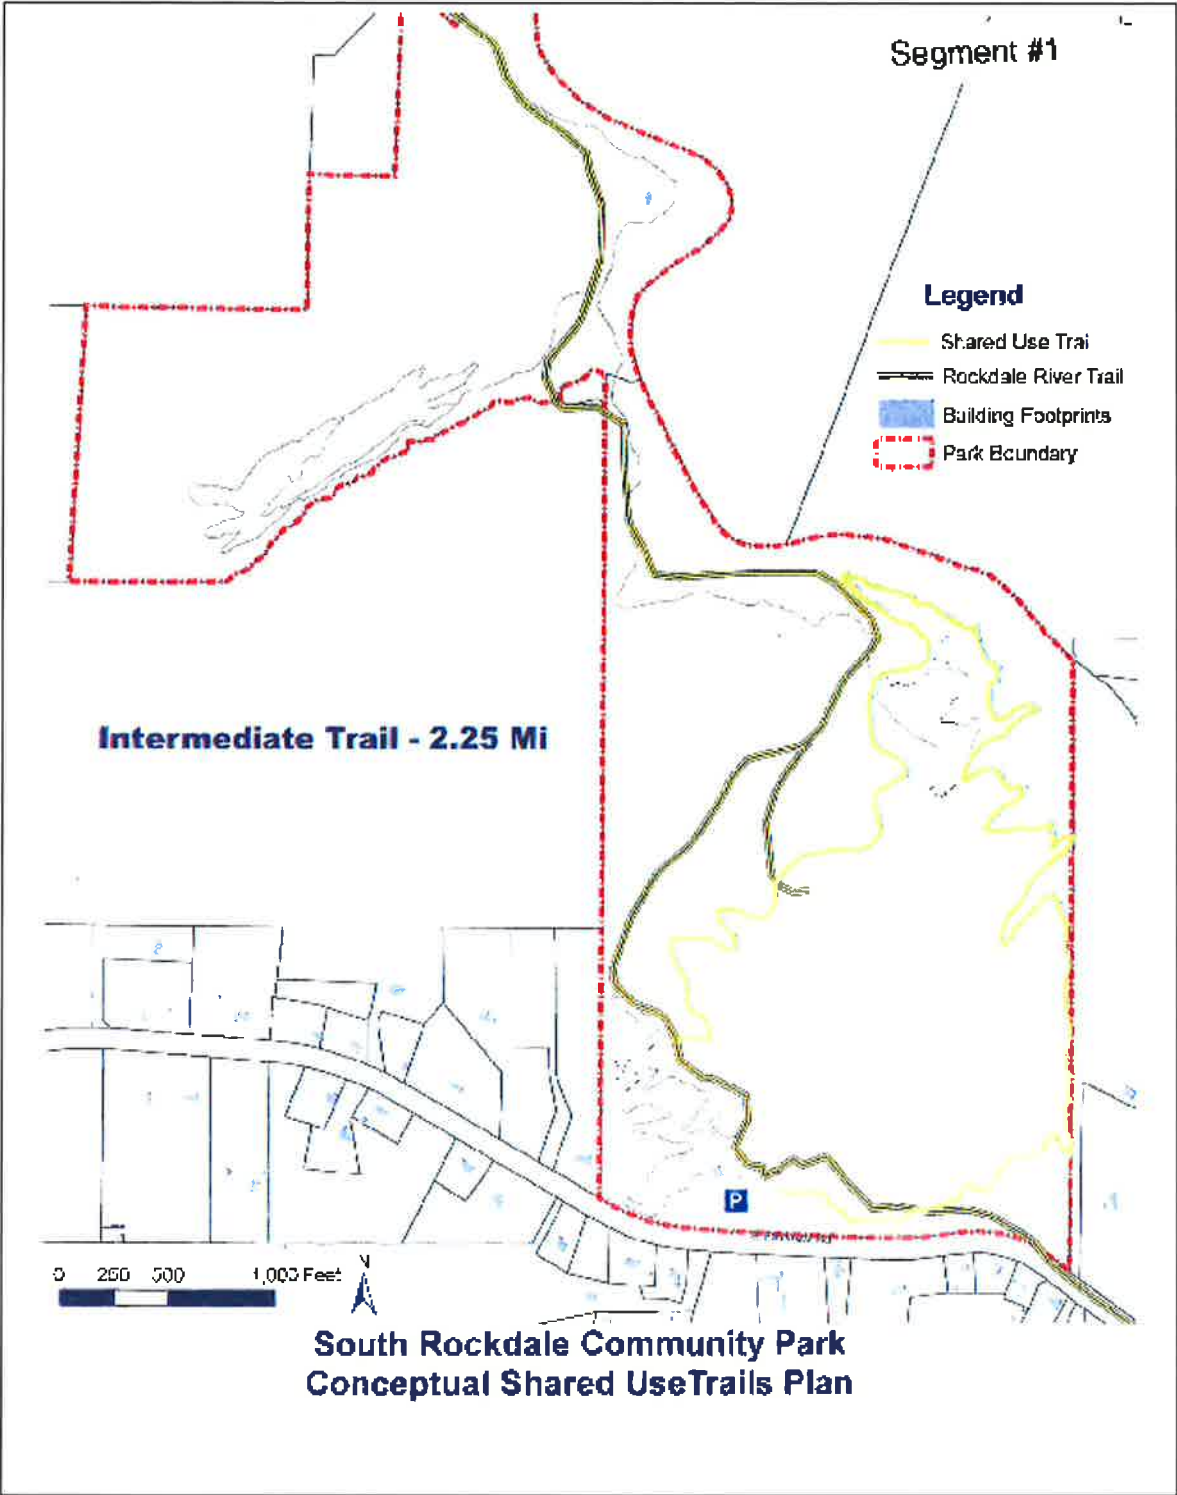 Segment #1
Legend
Shared Use Trai
Rockdale River Trail
Building Footprints
Park Boundary
Intermediate Trail - 2.25 Mi
P
0 250 500 1,000 Feet
N
South Rockdale Community Park
Conceptual Shared UseTrails Plan